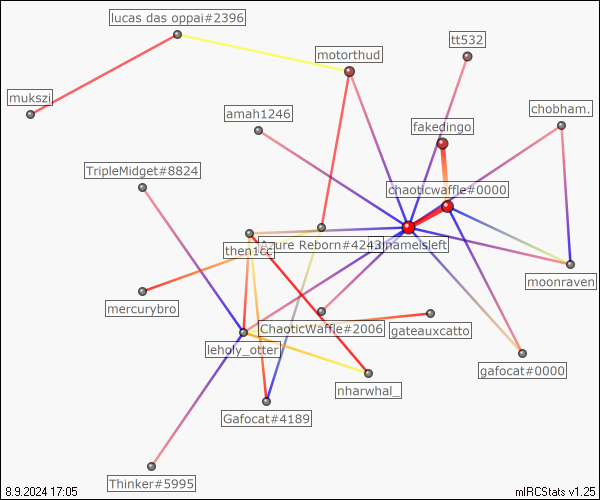 lucas das oppai#2396
tt532
motorthud
mukszi
chobham.
amah1246
fakedingo
TripleMidget#8824
chaoticwaffle#0000
then1cc
Azure Reborn#4243
nameisleft
moonraven
mercurybro
ChaoticWaffle#2006
gateauxcatto
leholy_otter
gafocat#0000
nharwhal_
Gafocat#4189
Thinker#5995
8.9.2024 17:05
mIRCStats v1.25